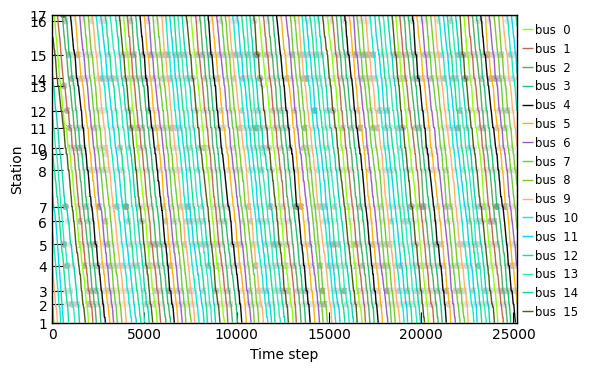 17
16
15
14
13
12
11
10
9
8
7
6
5
4
3
2
1
Station
0 5000 10000 15000 20000 25000
Time step
bus 0
bus 1
bus 2
bus 3
bus 4
bus 5
bus 6
bus 7
bus 8
bus 9
bus 10
bus 11
bus 12
bus 13
bus 14
bus 15